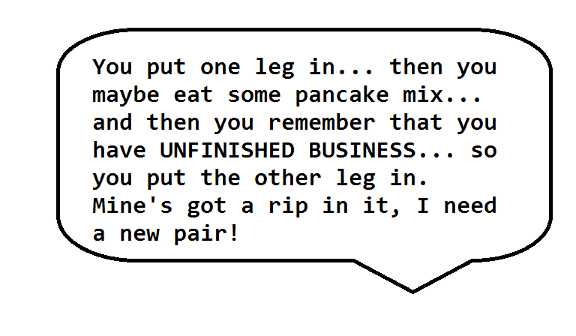 You put one leg in... then you
maybe eat some pancake mix...
and then you remember that you
have UNFINISHED BUSINESS... so
you put the other leg in.
Mine's got a rip in it, I need
a new pair!